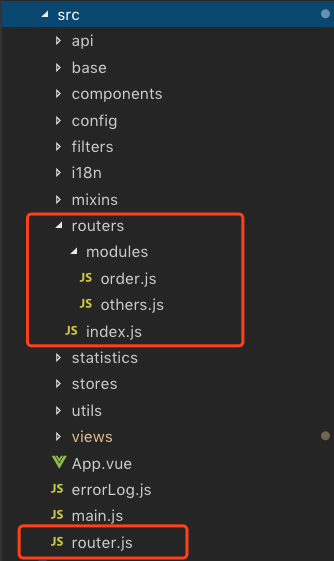 src
api
base
components
config
filters
i18n
mixins
routers
modules
JS order.js
JS others.js
JS index.js
statistics
stores
utils
views
App.vue
JS errorLog.js
JS main.js
JS router.js